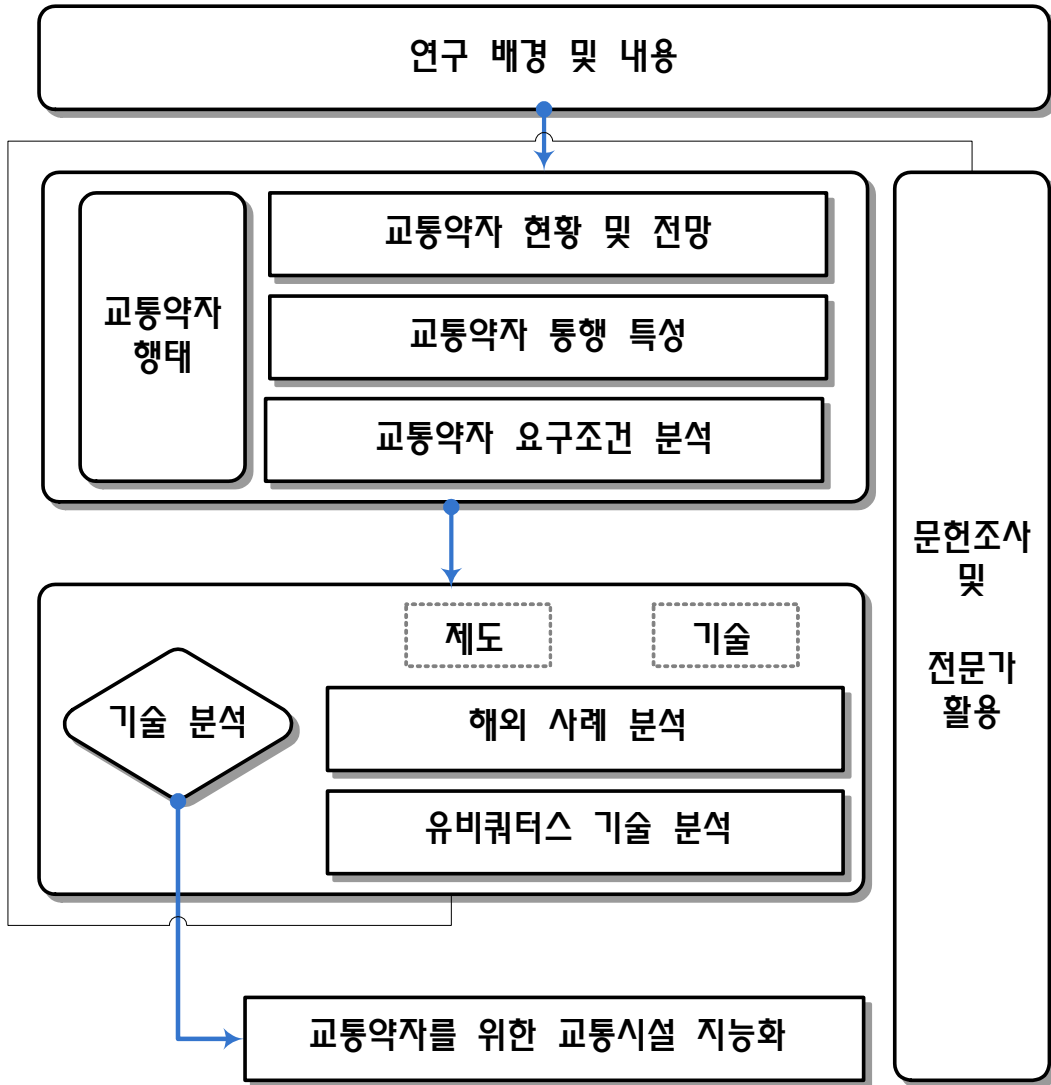 연구 배경 및 내용
교통약자
행태
교통약자 현황 및 전망
교통약자 통행 특성
교통약자 요구조건 분석
제도
기술
기술 분석
해외 사례 분석
유비쿼터스 기술 분석
교통약자를 위한 교통시설 지능화
문헌조사
및
전문가
활용